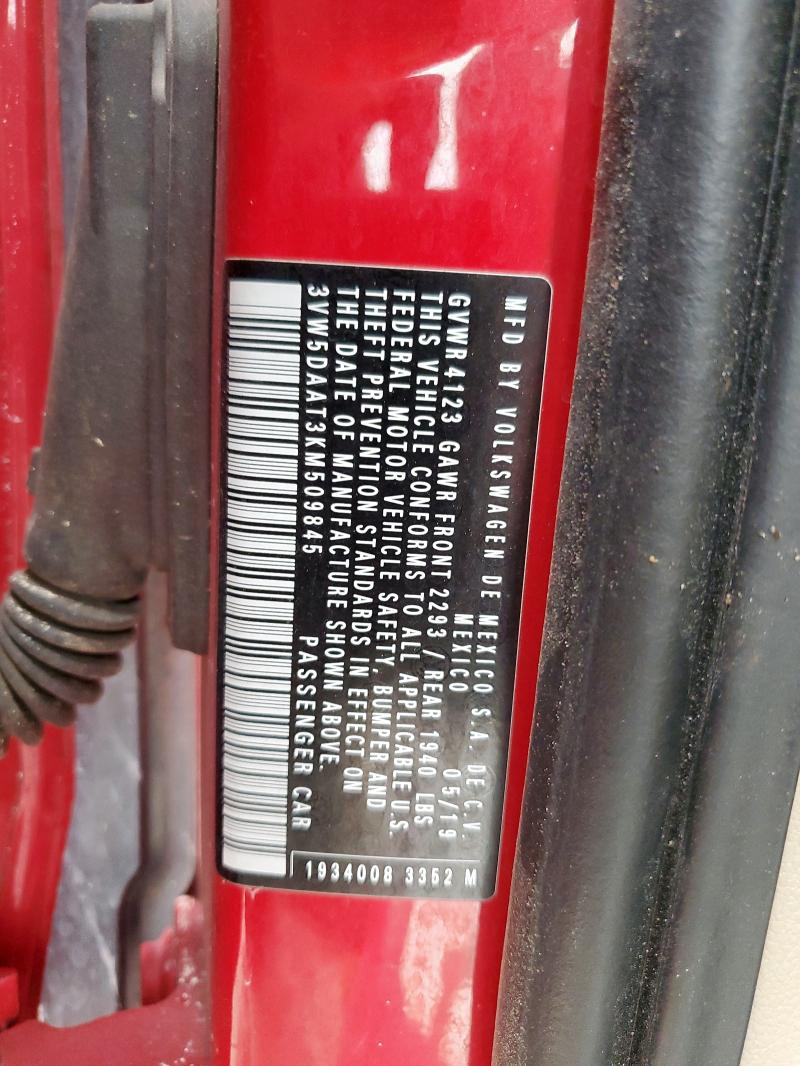 MFD BY VOLKSWAGEN DE MEXICO S.A. DE C.V.
MEXICO 05/19
GVWR4123 GAWR FRONT 2293 / REAR 1940 LBS
THIS VEHICLE CONFORMS TO ALL APPLICABLE U.S.
FEDERAL MOTOR VEHICLE SAFETY, BUMPER AND
THEFT PREVENTION STANDARDS IN EFFECT ON
THE DATE OF MANUFACTURE SHOWN ABOVE.
3VW5DAAT3KM509845 PASSENGER CAR
1934008 3352 M